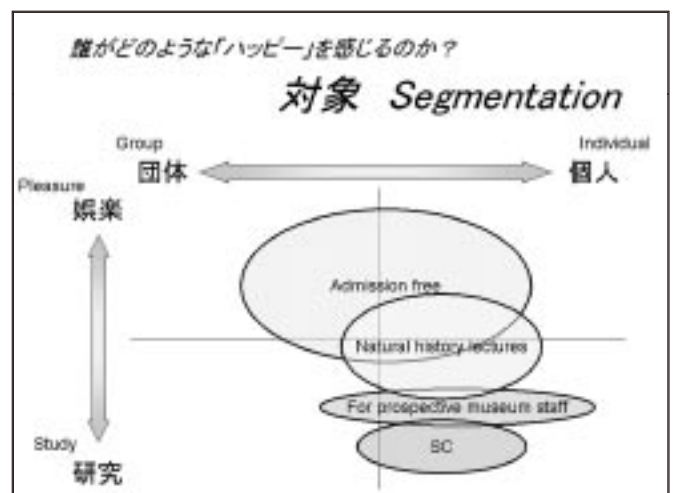 誰がどのような「ハッピー」を感じるのか？
対象 Segmentation
Group
Individual
団体
個人
Pleasure
娯楽
Admission free
Natural history lectures
For prospective museum staff
Study
SC
研究